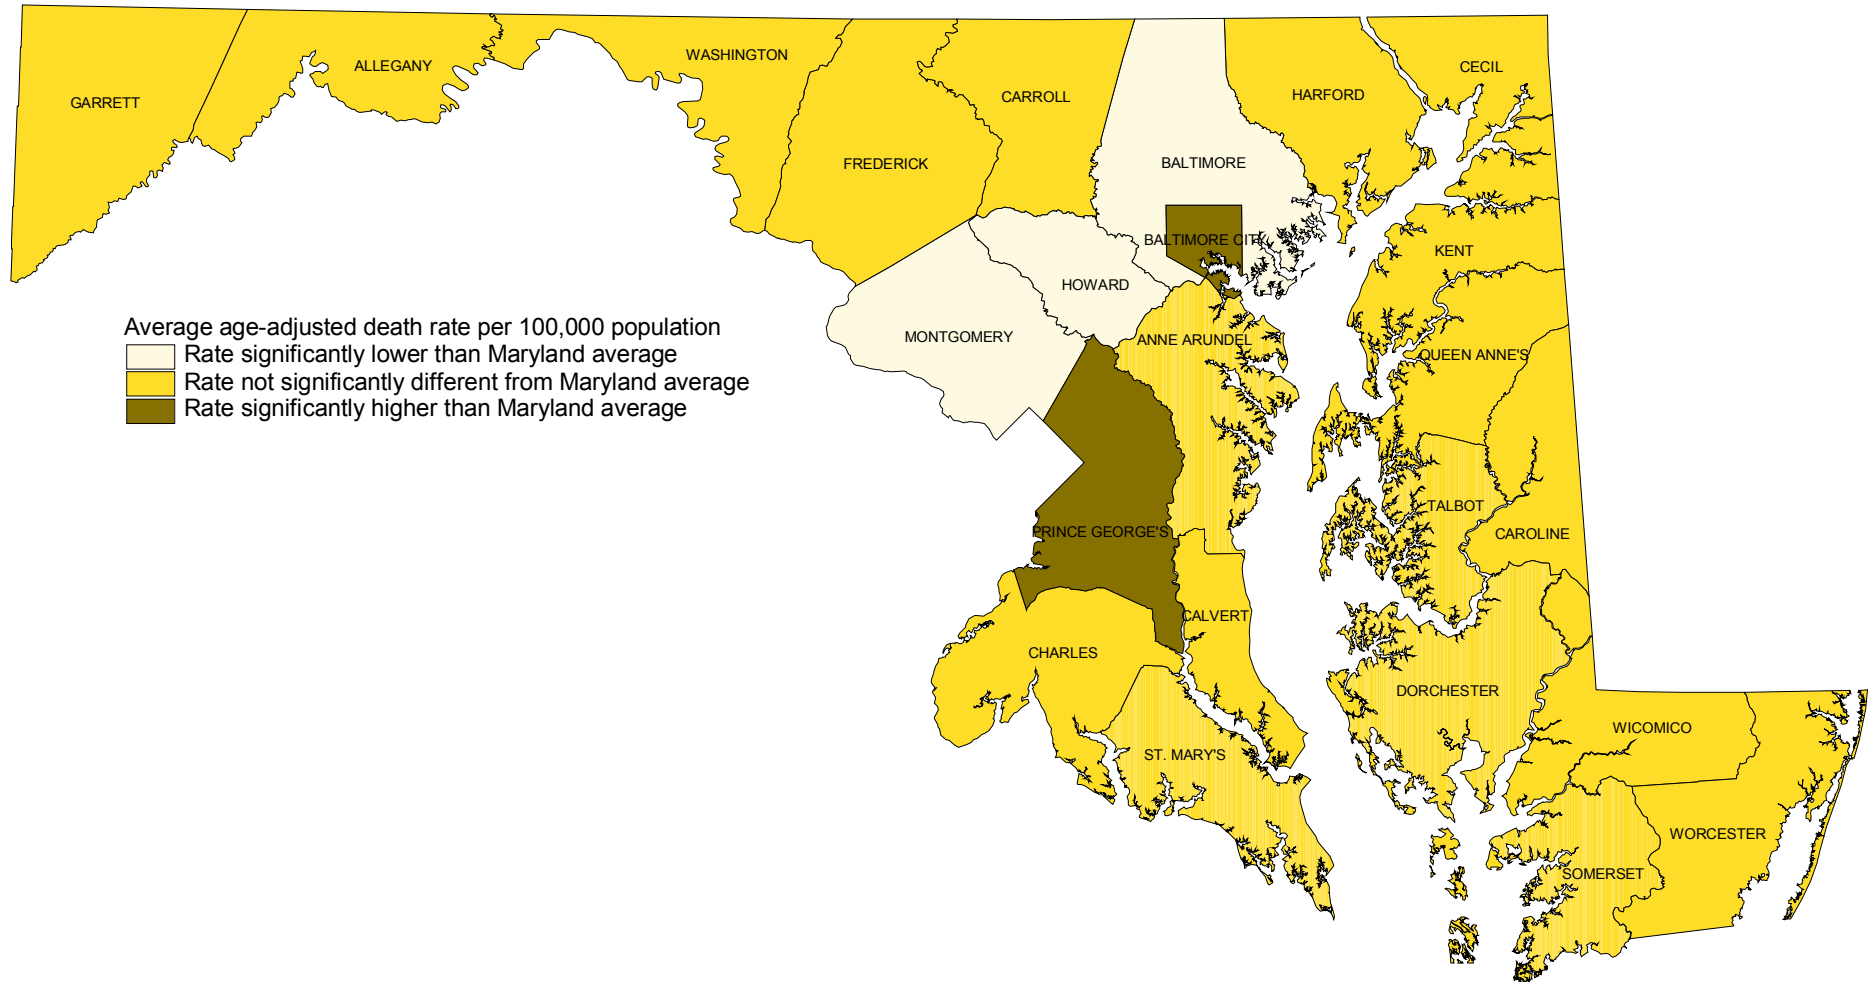 ALLEGANY
WASHINGTON
CECIL
GARRETT
CARROLL
HARFORD
FREDERICK
BALTIMORE
BALTIMORE CITY
KENT
HOWARD
MONTGOMERY
ANNE ARUNDEL
QUEEN ANNE'S
Average age-adjusted death rate per 100,000 population
Rate significantly lower than Maryland average
Rate not significantly different from Maryland average
Rate significantly higher than Maryland average
TALBOT
PRINCE GEORGE'S
CAROLINE
CALVERT
CHARLES
DORCHESTER
WICOMICO
ST. MARY'S
WORCESTER
SOMERSET